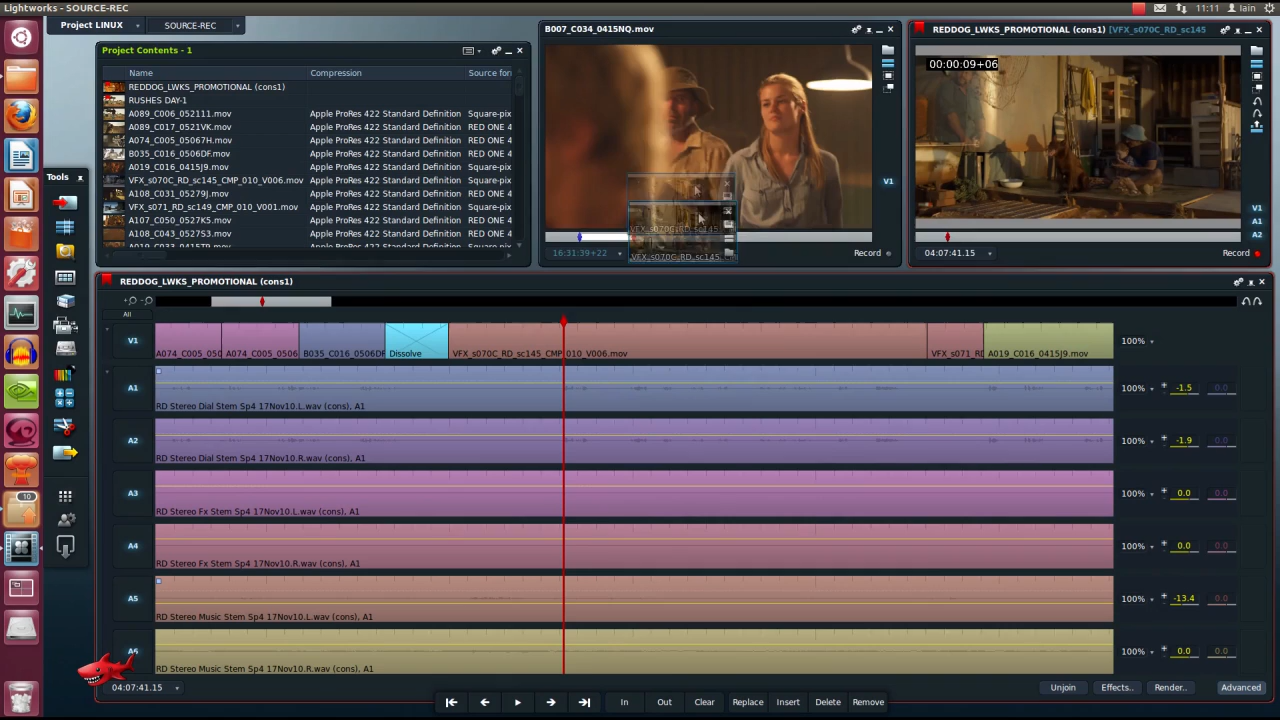 Lightworks - SOURCE-REC
11:11
Iain
Project LINUX
SOURCE-REC
Project Contents - 1
Name Compression Source for
REDDOG_LWKS_PROMOTIONAL (cons1)
RUSHES DAY-1
A089_C006_052111.mov Apple ProRes 422 Standard Definition Square-pix
A089_C017_0521VK.mov Apple ProRes 422 Standard Definition RED ONE 4
A074_C005_05067H.mov Apple ProRes 422 Standard Definition RED ONE 4
B035_C016_0506DF.mov Apple ProRes 422 Standard Definition RED ONE 4
A019_C016_0415J9.mov Apple ProRes 422 Standard Definition RED ONE 4
VFX_s070C_RD_sc145_CMP_010_V006.mov Apple ProRes 422 Standard Definition Square-pix
A108_C031_05279J.mov Apple ProRes 422 Standard Definition RED ONE 4
VFX_s071_RD_sc149_CMP_010_V001.mov Apple ProRes 422 Standard Definition Square-pix
A107_C050_0527K5.mov Apple ProRes 422 Standard Definition RED ONE 4
A108_C043_0527S3.mov Apple ProRes 422 Standard Definition RED ONE 4
B007_C034_0415NQ.mov
V1
VFX_s070G_RD_sc145
VFX_s070G_RD_sc145
16:31:39+22
Record
REDDOG_LWKS_PROMOTIONAL (cons1) [VFX_s070C_RD_sc145
00:00:09+06
V1
A1
A2
04:07:41.15
Record
Tools
10
REDDOG_LWKS_PROMOTIONAL (cons1)
All
V1 A074_C005_050 A074_C005_0506 B035_C016_0506DF Dissolve VFX_s070C_RD_sc145_CMP_010_V006.mov VFX_s071_RD A019_C016_0415J9.mov 100%
A1 RD Stereo Dial Stem Sp4 17Nov10.L.wav (cons), A1 100% -1.5 0.0
A2 RD Stereo Dial Stem Sp4 17Nov10.R.wav (cons), A1 100% -1.9 0.0
A3 RD Stereo Fx Stem Sp4 17Nov10.L.wav (cons), A1 100% 0.0 0.0
A4 RD Stereo Fx Stem Sp4 17Nov10.R.wav (cons), A1 100% 0.0 0.0
A5 RD Stereo Music Stem Sp4 17Nov10.L.wav (cons), A1 100% -13.4 0.0
A6 RD Stereo Music Stem Sp4 17Nov10.R.wav (cons), A1 100% 0.0 0.0
04:07:41.15
Unjoin Effects.. Render.. Advanced
In Out Clear Replace Insert Delete Remove